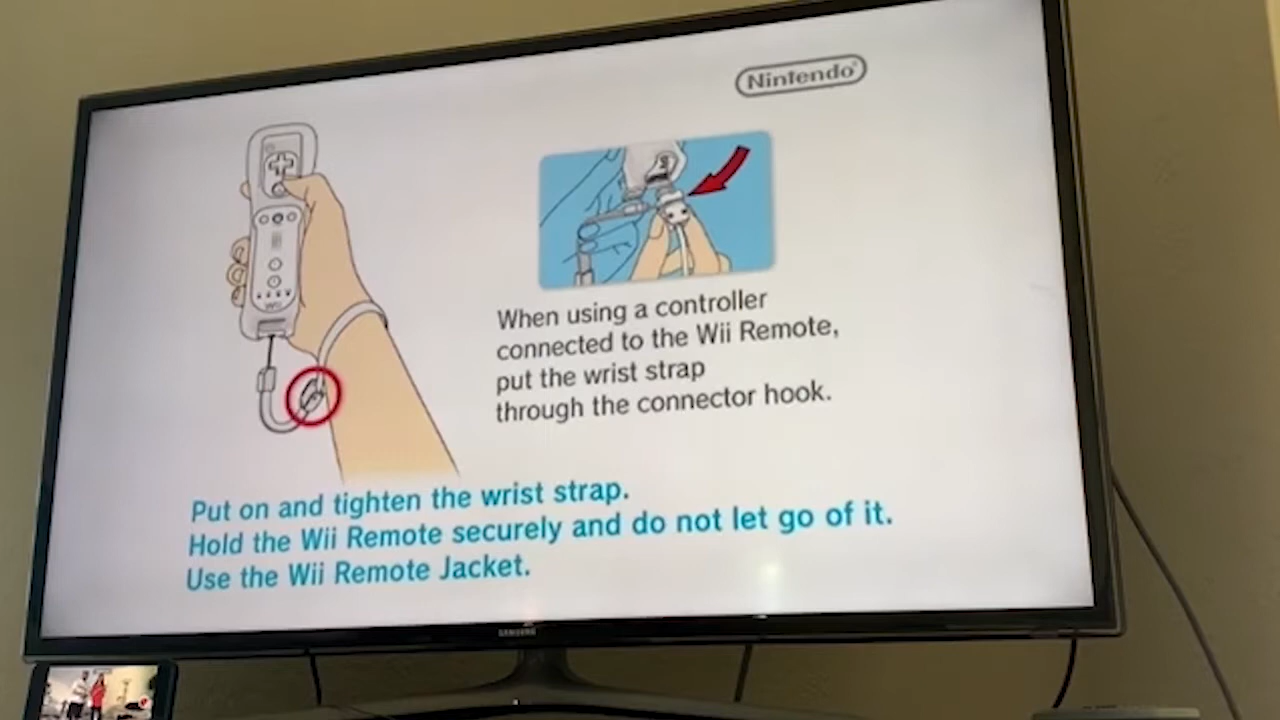 Nintendo
When using a controller
connected to the Wii Remote,
put the wrist strap
through the connector hook.
Put on and tighten the wrist strap.
Hold the Wii Remote securely and do not let go of it.
Use the Wii Remote Jacket.
SAMSUNG